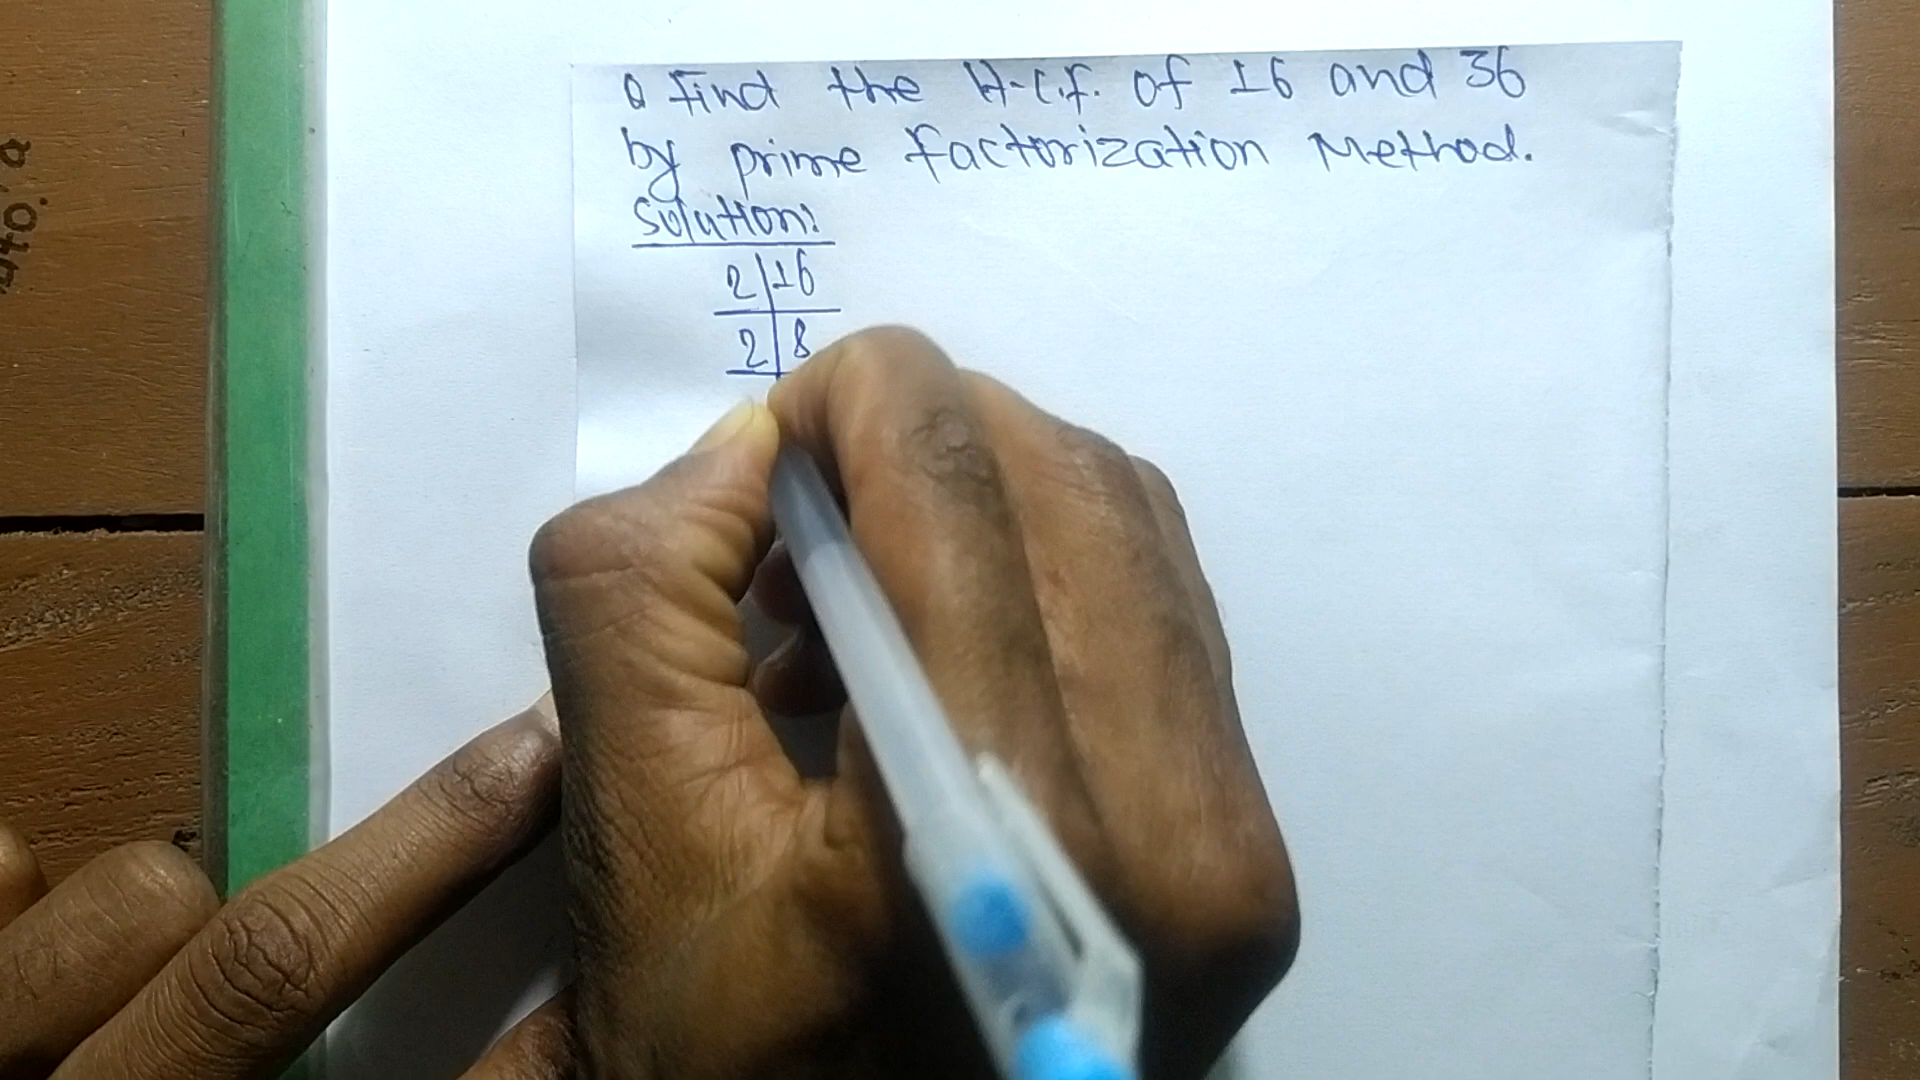 Q Find the H.C.F. of 16 and 36
by prime factorization Method.
Solution:
2 | 16
2 | 8